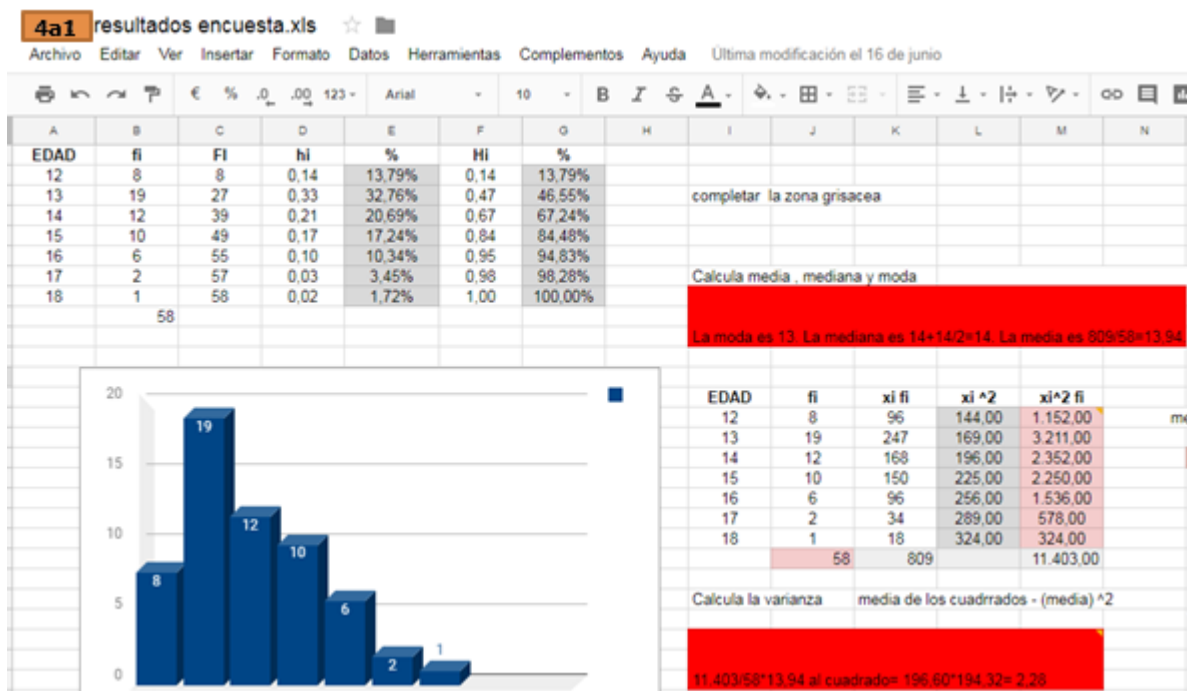 4a1 resultados encuesta.xls
Archivo Editar Ver Insertar Formato Datos Herramientas Complementos Ayuda Última modificación el 16 de junio
€ % .0 .00 123 Arial 10 B I S A
A B C D E F G H I J K L M N
EDAD fi FI hi % Hi %
12 8 8 0,14 13,79% 0,14 13,79%
13 19 27 0,33 32,76% 0,47 46,55%
completar la zona grisacea
14 12 39 0,21 20,69% 0,67 67,24%
15 10 49 0,17 17,24% 0,84 84,48%
16 6 55 0,10 10,34% 0,95 94,83%
17 2 57 0,03 3,45% 0,98 98,28%
Calcula media , mediana y moda
18 1 58 0,02 1,72% 1,00 100,00%
58
La moda es 13. La mediana es 14+14/2=14. La media es 809/58=13,94
20
15
10
5
0
8
19
12
10
6
2
1
EDAD fi xi fi xi ^2 xi^2 fi
12 8 96 144,00 1.152,00
13 19 247 169,00 3.211,00
14 12 168 196,00 2.352,00
15 10 150 225,00 2.250,00
16 6 96 256,00 1.536,00
17 2 34 289,00 578,00
18 1 18 324,00 324,00
58 809 11.403,00
Calcula la varianza media de los cuadrrados - (media) ^2
11.403/58*13,94 al cuadrado= 196,60*194,32= 2,28